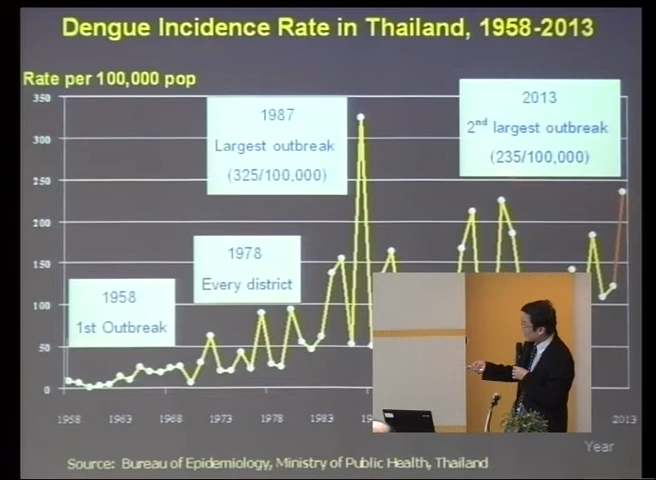 Dengue Incidence Rate in Thailand, 1958-2013
Rate per 100,000 pop
350
300
250
200
150
100
50
0
1987
Largest outbreak
(325/100,000)
2013
2nd largest outbreak
(235/100,000)
1978
Every district
1958
1st Outbreak
1958
1963
1968
1973
1978
1983
2013
Year
Source: Bureau of Epidemiology, Ministry of Public Health, Thailand